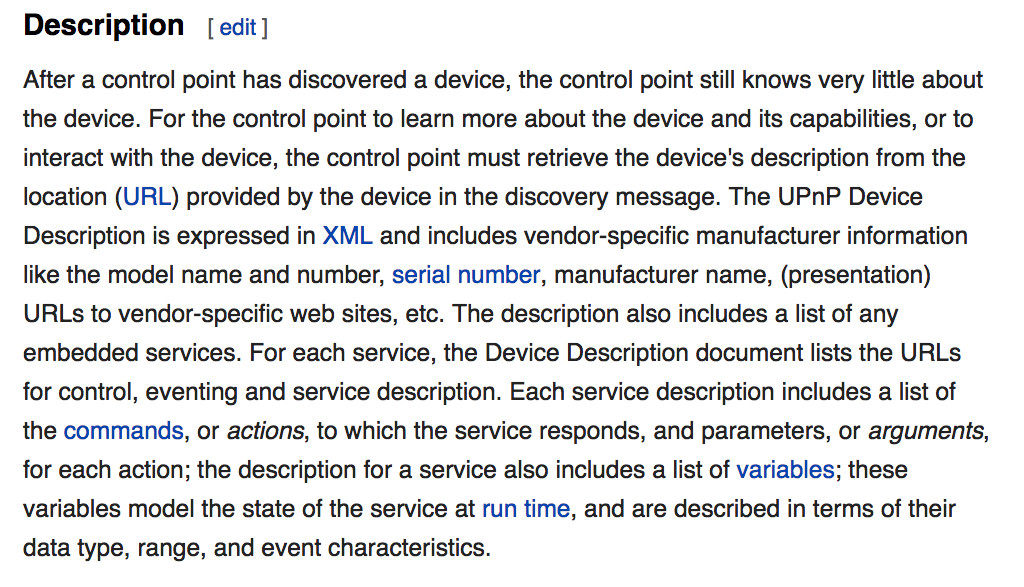 Description [ edit ]
After a control point has discovered a device, the control point still knows very little about
the device. For the control point to learn more about the device and its capabilities, or to
interact with the device, the control point must retrieve the device's description from the
location (URL) provided by the device in the discovery message. The UPnP Device
Description is expressed in XML and includes vendor-specific manufacturer information
like the model name and number, serial number, manufacturer name, (presentation)
URLs to vendor-specific web sites, etc. The description also includes a list of any
embedded services. For each service, the Device Description document lists the URLs
for control, eventing and service description. Each service description includes a list of
the commands, or actions, to which the service responds, and parameters, or arguments,
for each action; the description for a service also includes a list of variables; these
variables model the state of the service at run time, and are described in terms of their
data type, range, and event characteristics.